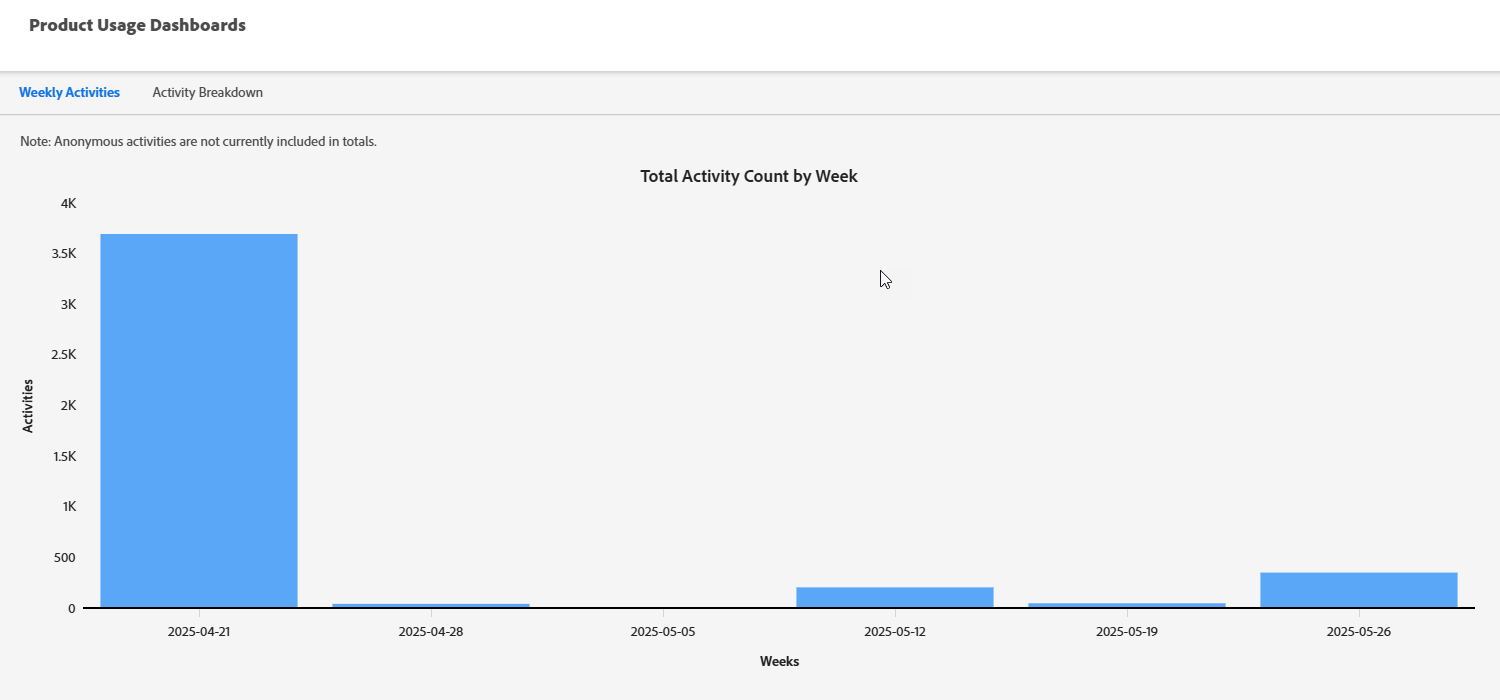 Product Usage Dashboards
Weekly Activities Activity Breakdown
Note: Anonymous activities are not currently included in totals.
Total Activity Count by Week
4K
3.5K
3K
2.5K
2K
1.5K
1K
500
0
Activities
2025-04-21 2025-04-28 2025-05-05 2025-05-12 2025-05-19 2025-05-26
Weeks